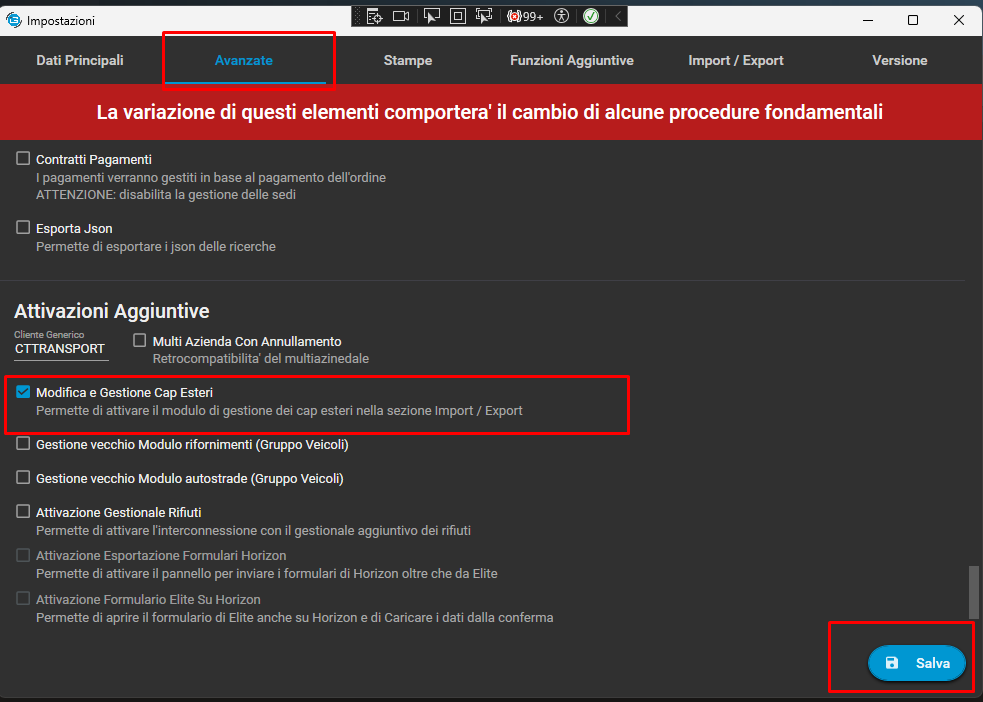 Impostazioni
99+
Dati Principali
Avanzate
Stampe
Funzioni Aggiuntive
Import / Export
Versione
La variazione di questi elementi comportera' il cambio di alcune procedure fondamentali
Contratti Pagamenti
I pagamenti verranno gestiti in base al pagamento dell'ordine
ATTENZIONE: disabilita la gestione delle sedi
Esporta Json
Permette di esportare i json delle ricerche
Attivazioni Aggiuntive
Cliente Generico
CTTRANSPORT
Multi Azienda Con Annullamento
Retrocompatibilita' del multiazinedale
Modifica e Gestione Cap Esteri
Permette di attivare il modulo di gestione dei cap esteri nella sezione Import / Export
Gestione vecchio Modulo rifornimenti (Gruppo Veicoli)
Gestione vecchio Modulo autostrade (Gruppo Veicoli)
Attivazione Gestionale Rifiuti
Permette di attivare l'interconnessione con il gestionale aggiuntivo dei rifiuti
Attivazione Esportazione Formulari Horizon
Permette di attivare il pannello per inviare i formulari di Horizon oltre che da Elite
Attivazione Formulario Elite Su Horizon
Permette di aprire il formulario di Elite anche su Horizon e di Caricare i dati dalla conferma
Salva